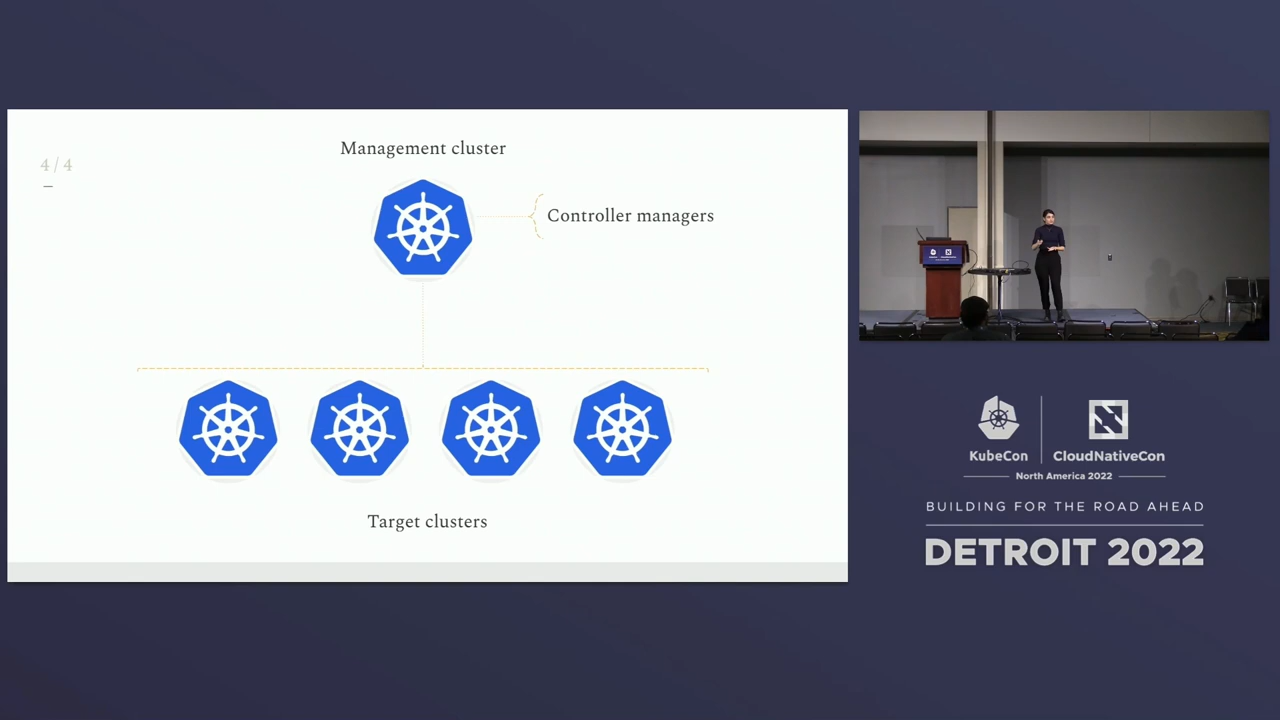 4 / 4
Management cluster
Controller managers
Target clusters
KubeCon
CloudNativeCon
North America 2022
BUILDING FOR THE ROAD AHEAD
DETROIT 2022